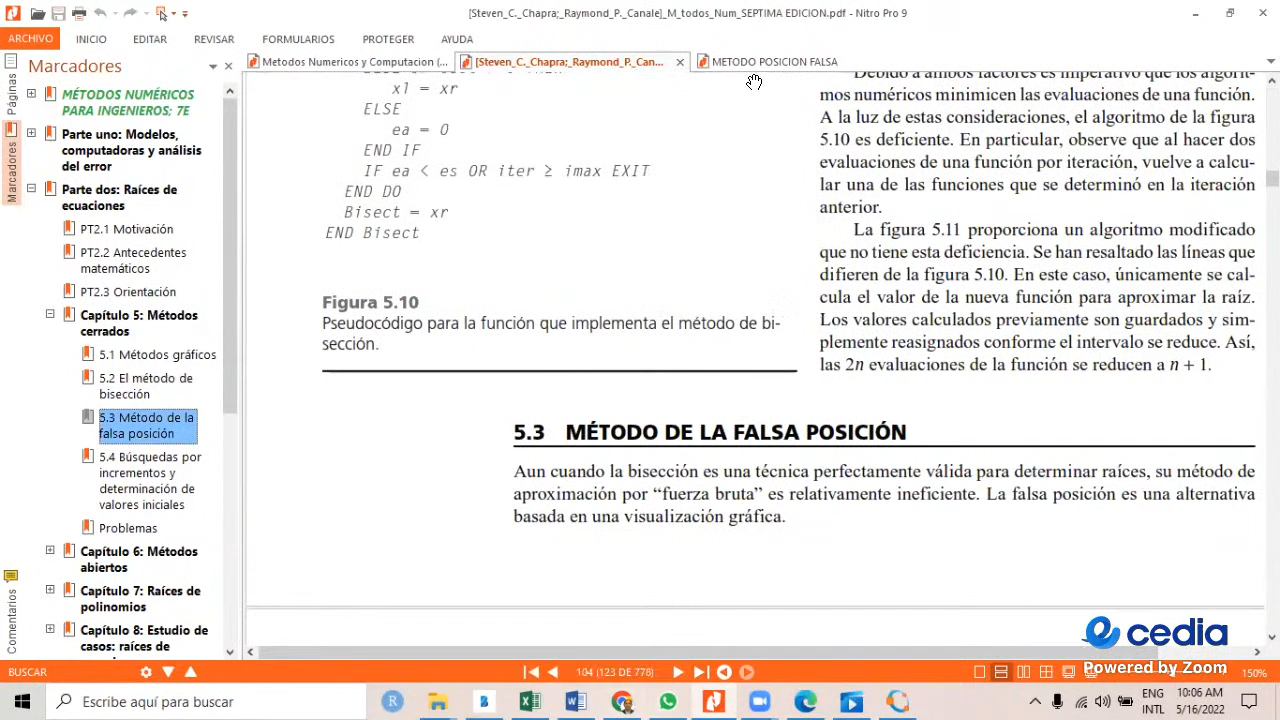 [Steven_C._Chapra;_Raymond_P._Canale]_M_todos_Num_SEPTIMA EDICION.pdf - Nitro Pro 9
ARCHIVO INICIO EDITAR REVISAR FORMULARIOS PROTEGER AYUDA
Metodos Numericos y Computacion (... [Steven_C._Chapra;_Raymond_P._Can... METODO POSICION FALSA
Páginas
Marcadores
Comentarios
Marcadores
MÉTODOS NUMÉRICOS
PARA INGENIEROS; 7E
Parte uno: Modelos,
computadoras y análisis
del error
Parte dos: Raíces de
ecuaciones
PT2.1 Motivación
PT2.2 Antecedentes
matemáticos
PT2.3 Orientación
Capítulo 5: Métodos
cerrados
5.1 Métodos gráficos
5.2 El método de
bisección
5.3 Método de la
falsa posición
5.4 Búsquedas por
incrementos y
determinación de
valores iniciales
Problemas
Capítulo 6: Métodos
abiertos
Capítulo 7: Raíces de
polinomios
Capítulo 8: Estudio de
casos: raíces de
xl = xr
ELSE
ea = 0
END IF
IF ea < es OR iter ≥ imax EXIT
END DO
Bisect = xr
END Bisect
Figura 5.10
Pseudocódigo para la función que implementa el método de bi-
sección.
Debido a ambos factores es imperativo que los algorit-
mos numéricos minimicen las evaluaciones de una función.
A la luz de estas consideraciones, el algoritmo de la figura
5.10 es deficiente. En particular, observe que al hacer dos
evaluaciones de una función por iteración, vuelve a calcu-
lar una de las funciones que se determinó en la iteración
anterior.
La figura 5.11 proporciona un algoritmo modificado
que no tiene esta deficiencia. Se han resaltado las líneas que
difieren de la figura 5.10. En este caso, únicamente se cal-
cula el valor de la nueva función para aproximar la raíz.
Los valores calculados previamente son guardados y sim-
plemente reasignados conforme el intervalo se reduce. Así,
las 2n evaluaciones de la función se reducen a n + 1.
5.3 MÉTODO DE LA FALSA POSICIÓN
Aun cuando la bisección es una técnica perfectamente válida para determinar raíces, su método de
aproximación por “fuerza bruta” es relativamente ineficiente. La falsa posición es una alternativa
basada en una visualización gráfica.
cedia
Powered by Zoom
BUSCAR
104 (123 DE 778)
150%
Escribe aquí para buscar
ENG
INTL
10:06 AM
5/16/2022